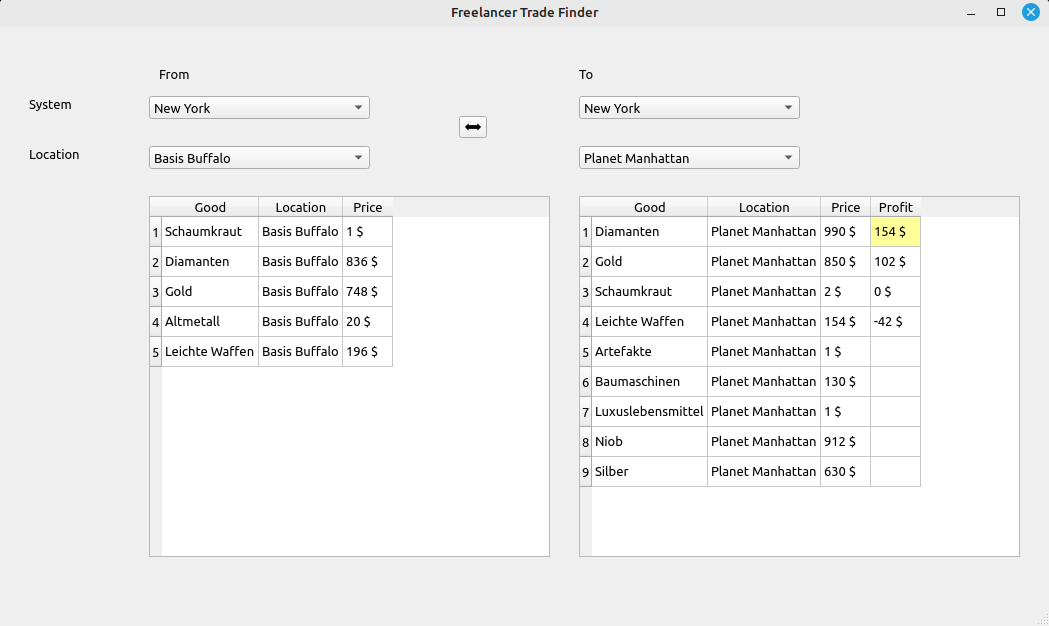 Freelancer Trade Finder
From
To
System
New York
New York
Location
Basis Buffalo
Planet Manhattan
Good Location Price
1 Schaumkraut Basis Buffalo 1 $
2 Diamanten Basis Buffalo 836 $
3 Gold Basis Buffalo 748 $
4 Altmetall Basis Buffalo 20 $
5 Leichte Waffen Basis Buffalo 196 $
Good Location Price Profit
1 Diamanten Planet Manhattan 990 $ 154 $
2 Gold Planet Manhattan 850 $ 102 $
3 Schaumkraut Planet Manhattan 2 $ 0 $
4 Leichte Waffen Planet Manhattan 154 $ -42 $
5 Artefakte Planet Manhattan 1 $
6 Baumaschinen Planet Manhattan 130 $
7 Luxuslebensmittel Planet Manhattan 1 $
8 Niob Planet Manhattan 912 $
9 Silber Planet Manhattan 630 $